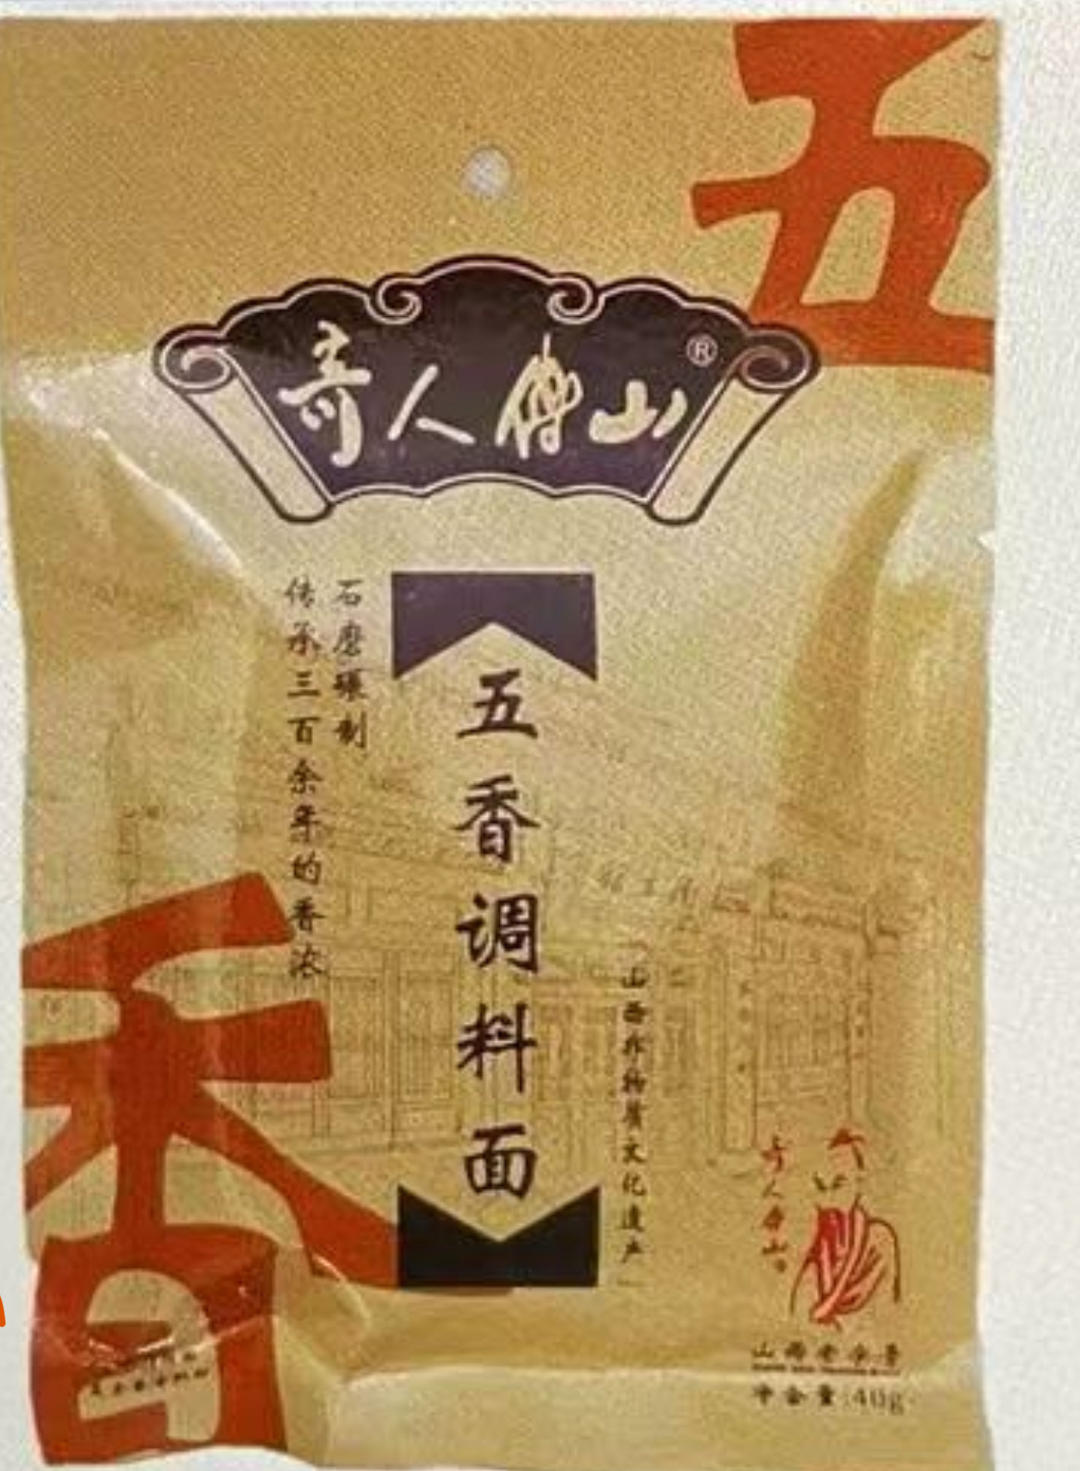 五
奇人傅山®
石磨碾制
传承三百余年的香浓
五香调料面
山西非物质文化遗产
香
奇人傅山
山西老字号
净含量:40g